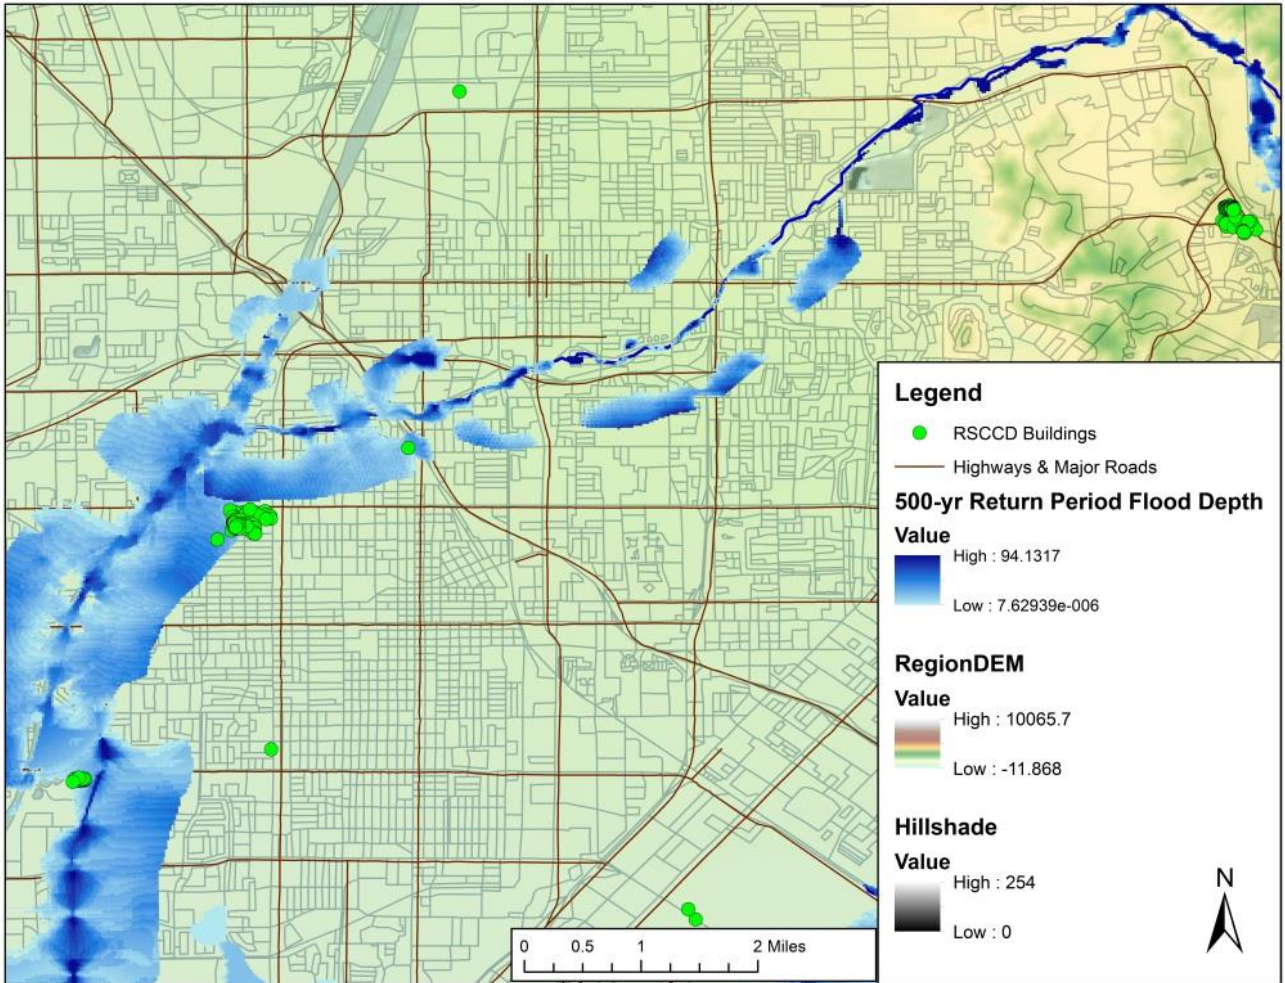 Legend
RSCCD Buildings
Highways & Major Roads
500-yr Return Period Flood Depth
Value
High : 94.1317
Low : 7.62939e-006
RegionDEM
Value
High : 10065.7
Low : -11.868
Hillshade
Value
High : 254
Low : 0
N
0 0.5 1 2 Miles